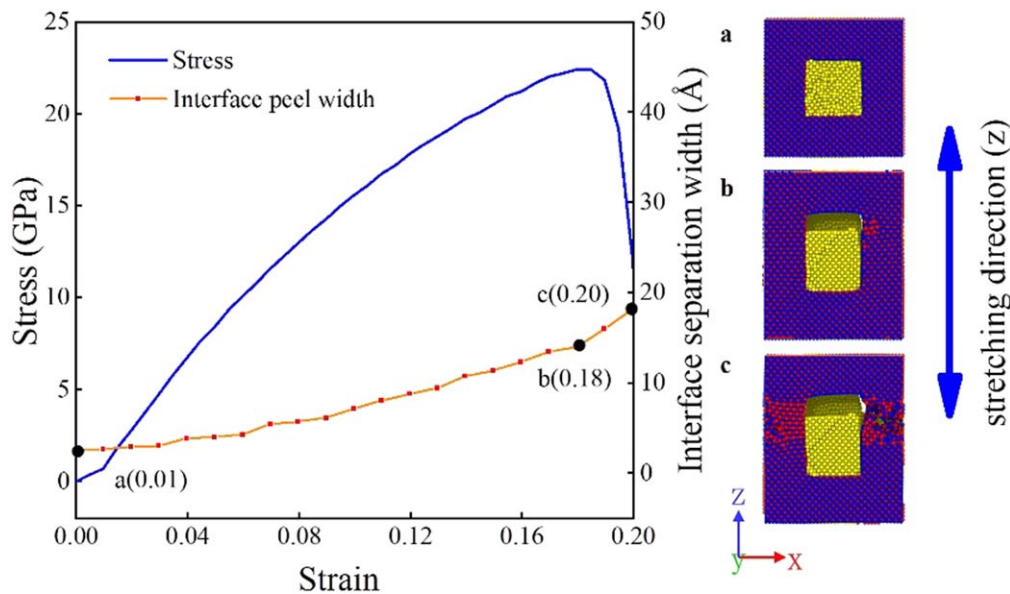 Stress
Interface peel width
Stress (GPa)
25
20
15
10
5
0
Interface separation width (Å)
50
40
30
20
10
0
c(0.20)
b(0.18)
a(0.01)
0.00
0.04
0.08
0.12
0.16
0.20
Strain
a
b
c
stretching direction (z)
Z
y
X